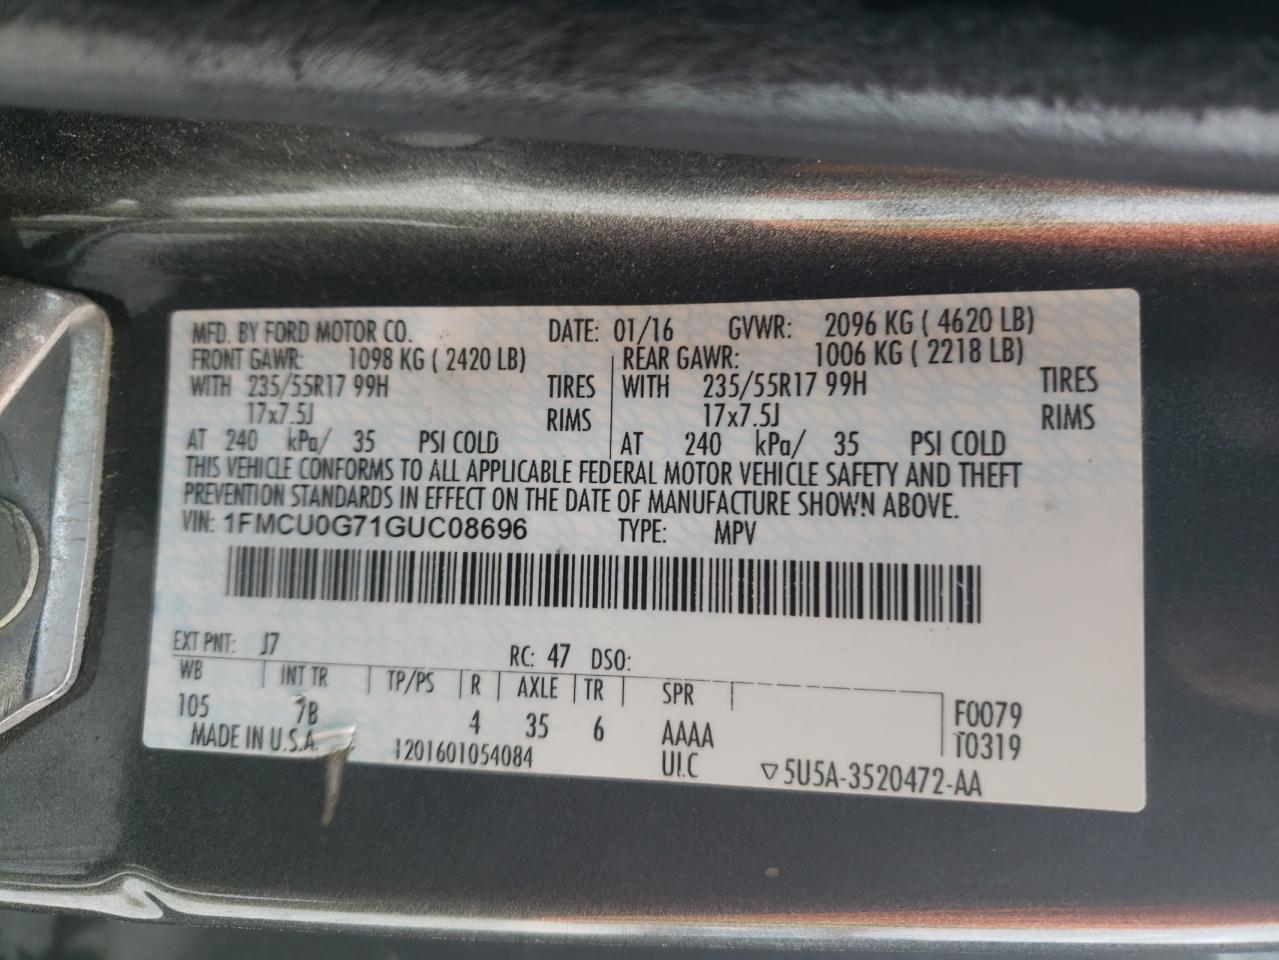 MFD. BY FORD MOTOR CO. DATE: 01/16 GVWR: 2096 KG ( 4620 LB)
FRONT GAWR: 1098 KG ( 2420 LB) REAR GAWR: 1006 KG ( 2218 LB)
WITH 235/55R17 99H TIRES WITH 235/55R17 99H TIRES
17x7.5J RIMS 17x7.5J RIMS
AT 240 kPa/ 35 PSI COLD AT 240 kPa/ 35 PSI COLD
THIS VEHICLE CONFORMS TO ALL APPLICABLE FEDERAL MOTOR VEHICLE SAFETY AND THEFT
PREVENTION STANDARDS IN EFFECT ON THE DATE OF MANUFACTURE SHOWN ABOVE.
VIN: 1FMCU0G71GUC08696 TYPE: MPV
EXT PNT: J7 RC: 47 DSO:
WB INT TR TP/PS R AXLE TR SPR
105 7B 4 35 6 AAAA F0079
MADE IN U.S.A. 1201601054084 UIC T0319
▽5U5A-3520472-AA